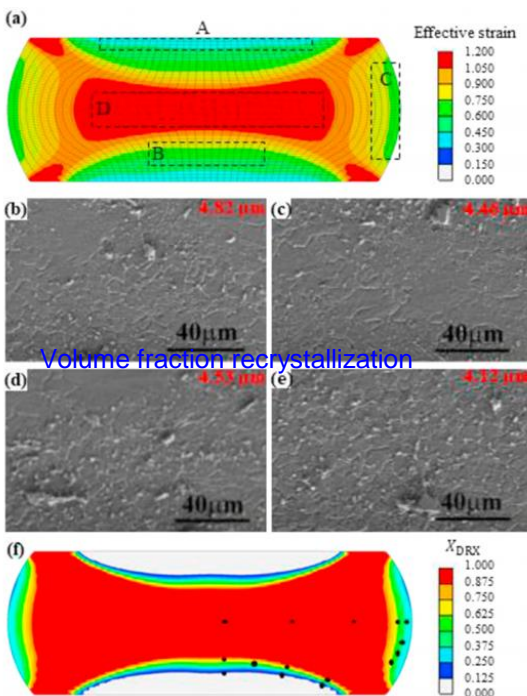 (a)
A
Effective strain
1.200
1.050
0.900
0.750
0.600
0.450
0.300
0.150
0.000
C
D
B
(b) 4.82 μm
40μm
(c) 4.46 μm
40μm
Volume fraction recrystallization
(d) 4.53 μm
40μm
(e) 4.12 μm
40μm
(f)
XDRX
1.000
0.875
0.750
0.625
0.500
0.375
0.250
0.125
0.000